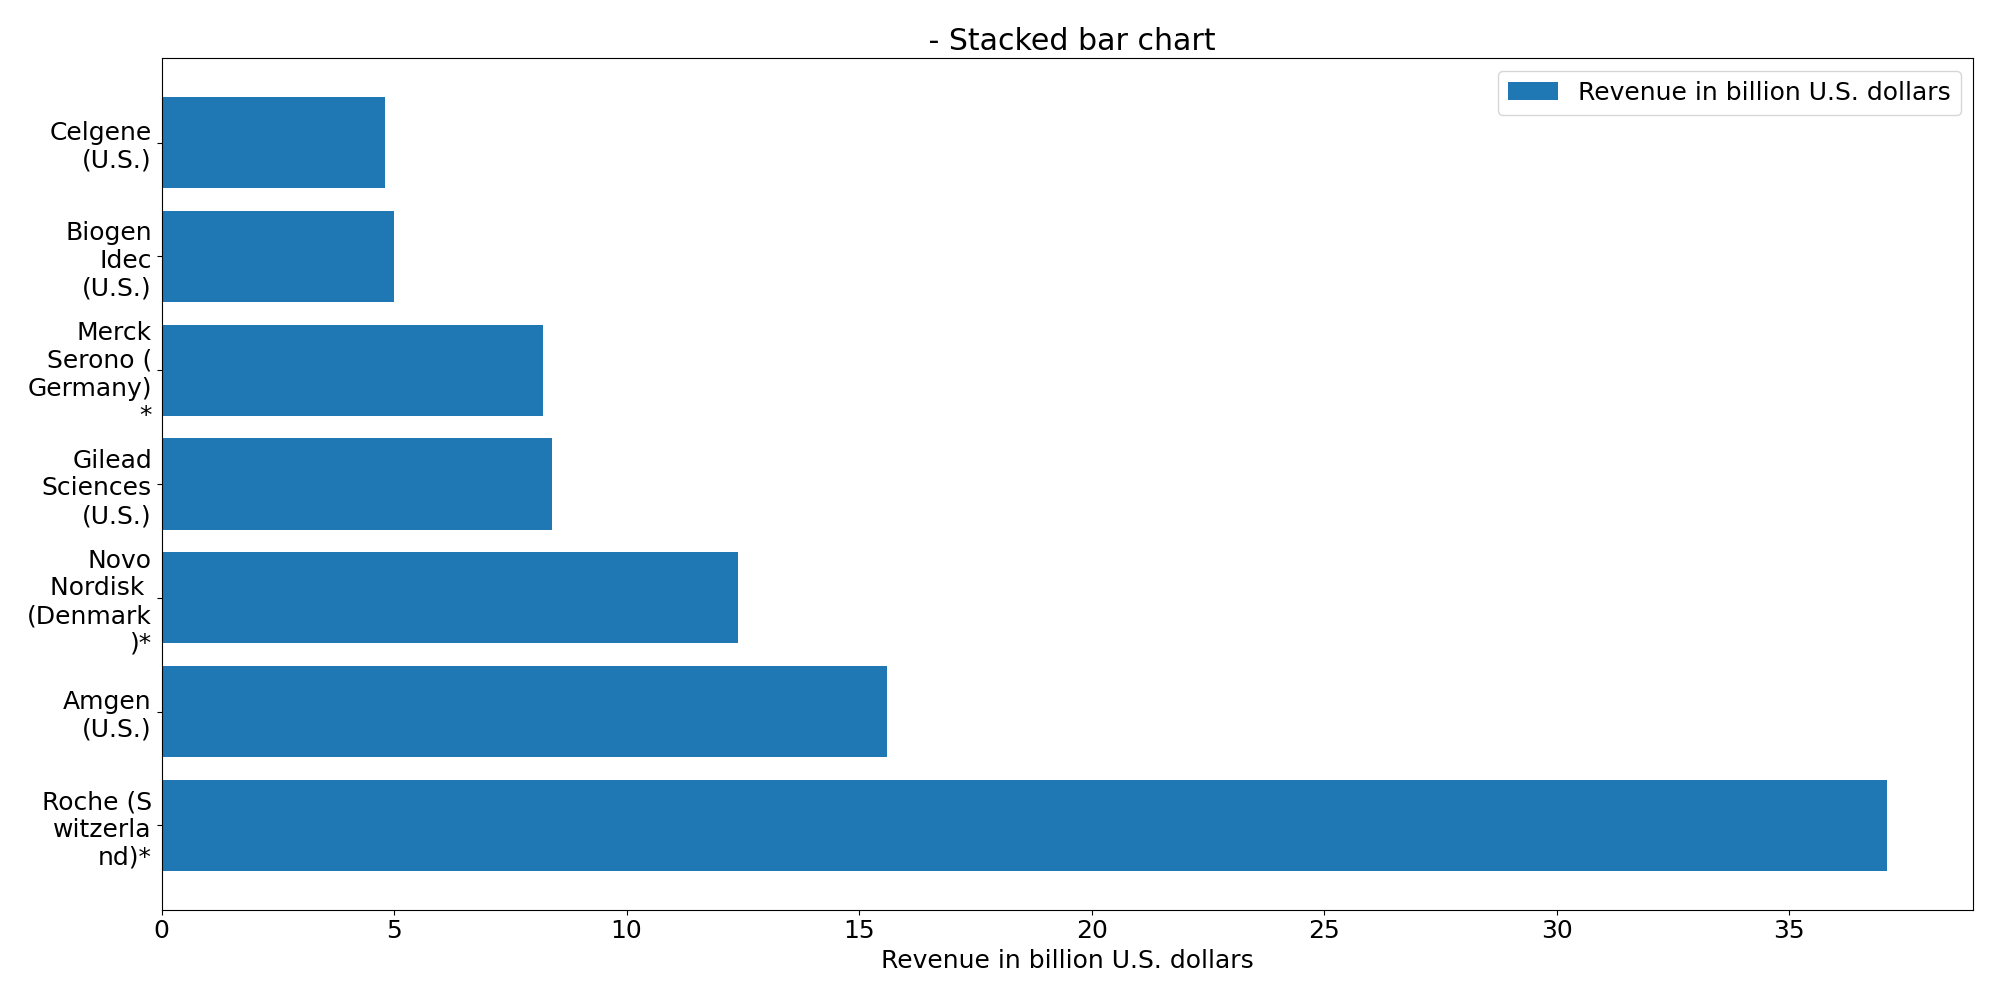 - Stacked bar chart
Revenue in billion U.S. dollars
Celgene
(U.S.)
Biogen
Idec
(U.S.)
Merck
Serono (
Germany)
*
Gilead
Sciences
(U.S.)
Novo
Nordisk
(Denmark
)*
Amgen
(U.S.)
Roche (S
witzerla
nd)*
0 5 10 15 20 25 30 35
Revenue in billion U.S. dollars